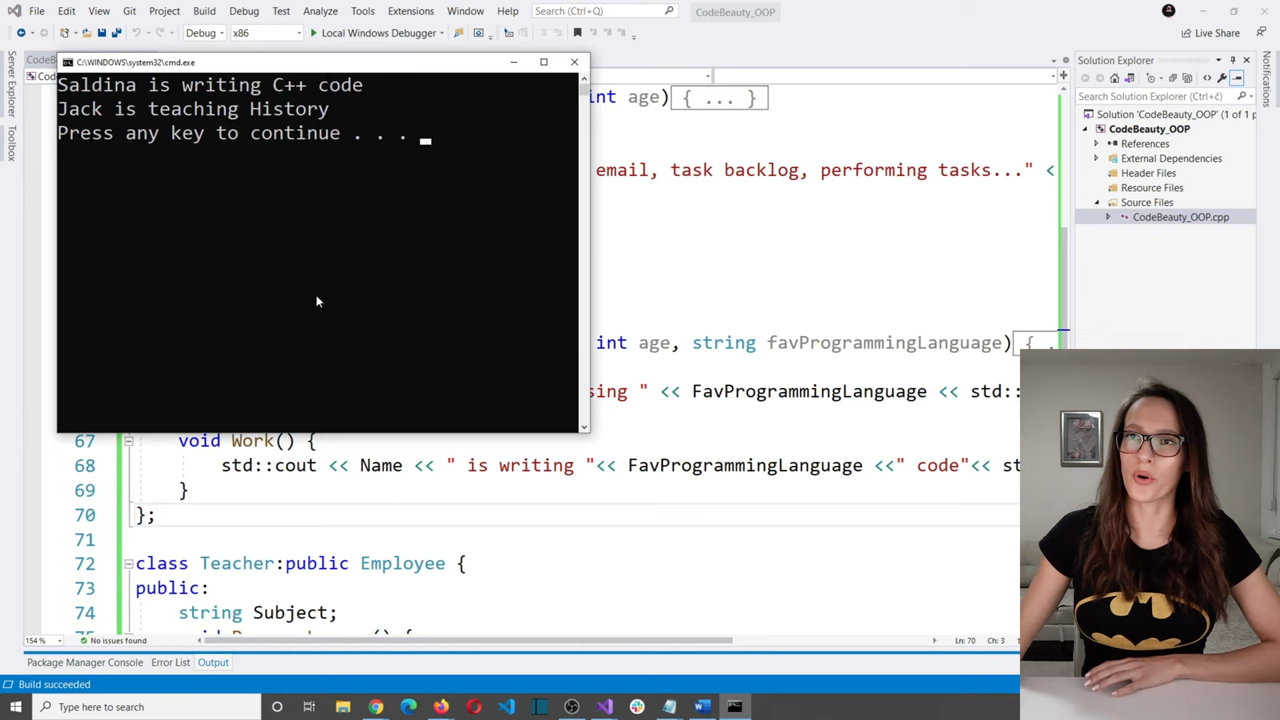 File Edit View Git Project Build Debug Test Analyze Tools Extensions Window Help Search (Ctrl+Q) CodeBeauty_OOP
Debug x86 Local Windows Debugger Live Share
C:\WINDOWS\system32\cmd.exe
Saldina is writing C++ code
Jack is teaching History
Press any key to continue . . .
Server Explorer
Toolbox
int age) { ... }
email, task backlog, performing tasks..." <
int age, string favProgrammingLanguage) { .
sing " << FavProgrammingLanguage << std::
67 void Work() {
68 std::cout << Name << " is writing "<< FavProgrammingLanguage <<" code"<< st
69 }
70 };
71
72 class Teacher:public Employee {
73 public:
74 string Subject;
154 % No issues found Ln: 70 Ch: 3
Package Manager Console Error List Output
Build succeeded
Type here to search
Solution Explorer
Search Solution Explorer (Ctrl+č)
Solution 'CodeBeauty_OOP' (1 of 1 p
CodeBeauty_OOP
References
External Dependencies
Header Files
Resource Files
Source Files
CodeBeauty_OOP.cpp
Notifications